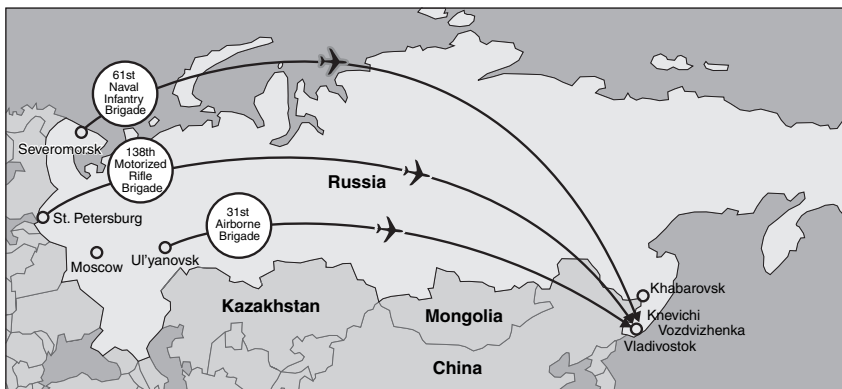 61st
Naval
Infantry
Brigade
Severomorsk
138th
Motorized
Rifle
Brigade
Russia
St. Petersburg
31st
Airborne
Brigade
Moscow
Ul'yanovsk
Kazakhstan
Mongolia
China
Khabarovsk
Knevichi
Vozdvizhenka
Vladivostok